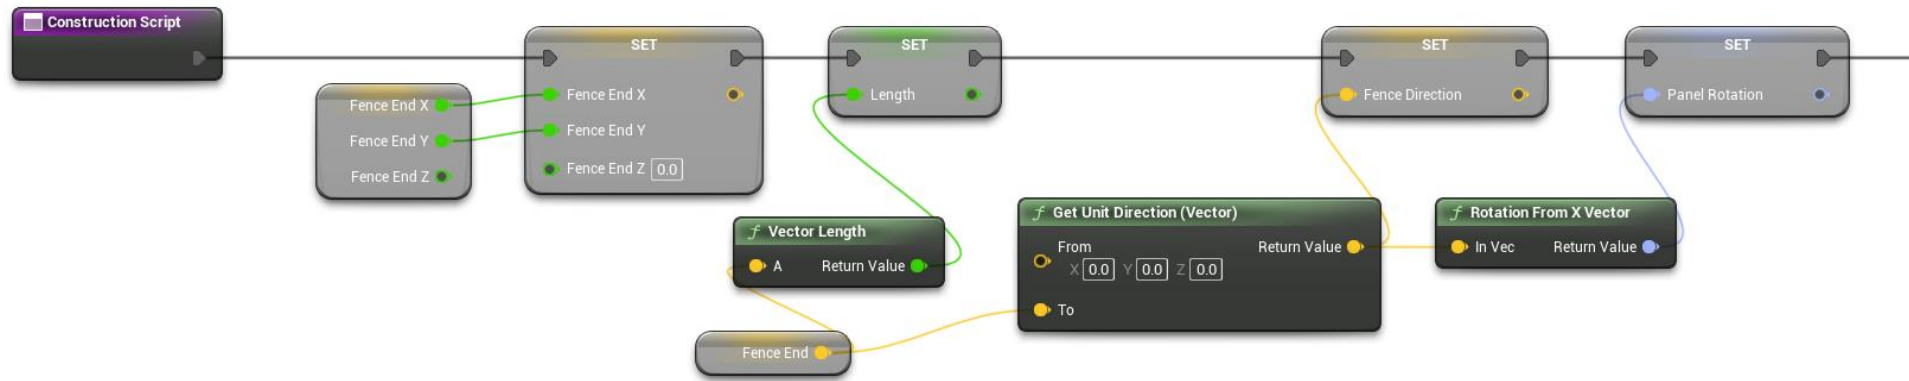 Construction Script
Fence End X
Fence End Y
Fence End Z
SET
Fence End X
Fence End Y
Fence End Z 0.0
SET
Length
f Vector Length
A Return Value
Fence End
f Get Unit Direction (Vector)
From Return Value
X 0.0 Y 0.0 Z 0.0
To
SET
Fence Direction
f Rotation From X Vector
In Vec Return Value
SET
Panel Rotation